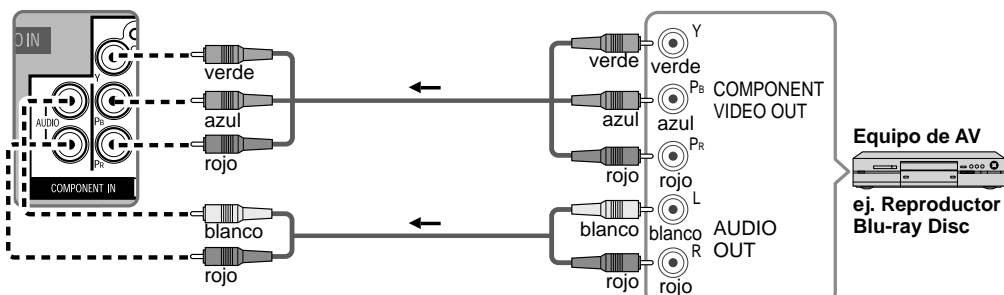 O IN
Y
AUDIO
PB
PR
COMPONENT IN
verde
azul
rojo
blanco
rojo
verde
azul
rojo
blanco
rojo
Y
verde
PB
azul
PR
rojo
COMPONENT
VIDEO OUT
L
blanco
R
rojo
AUDIO
OUT
Equipo de AV
ej. Reproductor
Blu-ray Disc